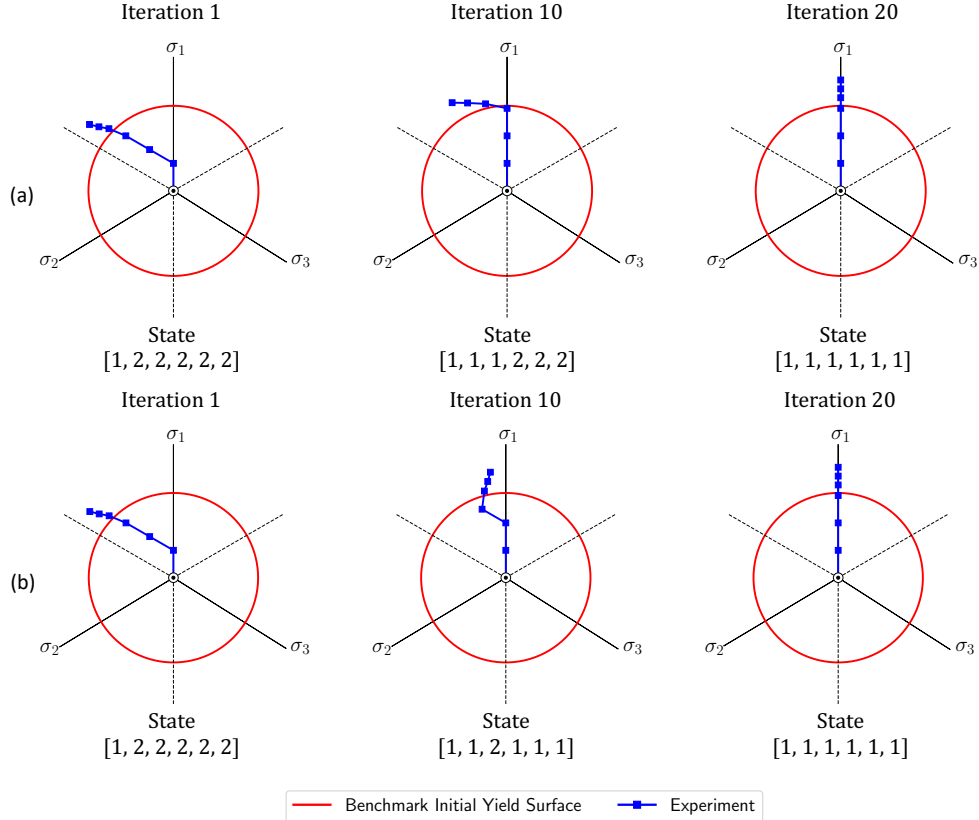 Iteration 1
Iteration 10
Iteration 20
σ1
σ1
σ1
(a)
σ2
σ3
σ2
σ3
σ2
σ3
State
[1, 2, 2, 2, 2, 2]
State
[1, 1, 1, 2, 2, 2]
State
[1, 1, 1, 1, 1, 1]
Iteration 1
Iteration 10
Iteration 20
σ1
σ1
σ1
(b)
σ2
σ3
σ2
σ3
σ2
σ3
State
[1, 2, 2, 2, 2, 2]
State
[1, 1, 2, 1, 1, 1]
State
[1, 1, 1, 1, 1, 1]
Benchmark Initial Yield Surface
Experiment